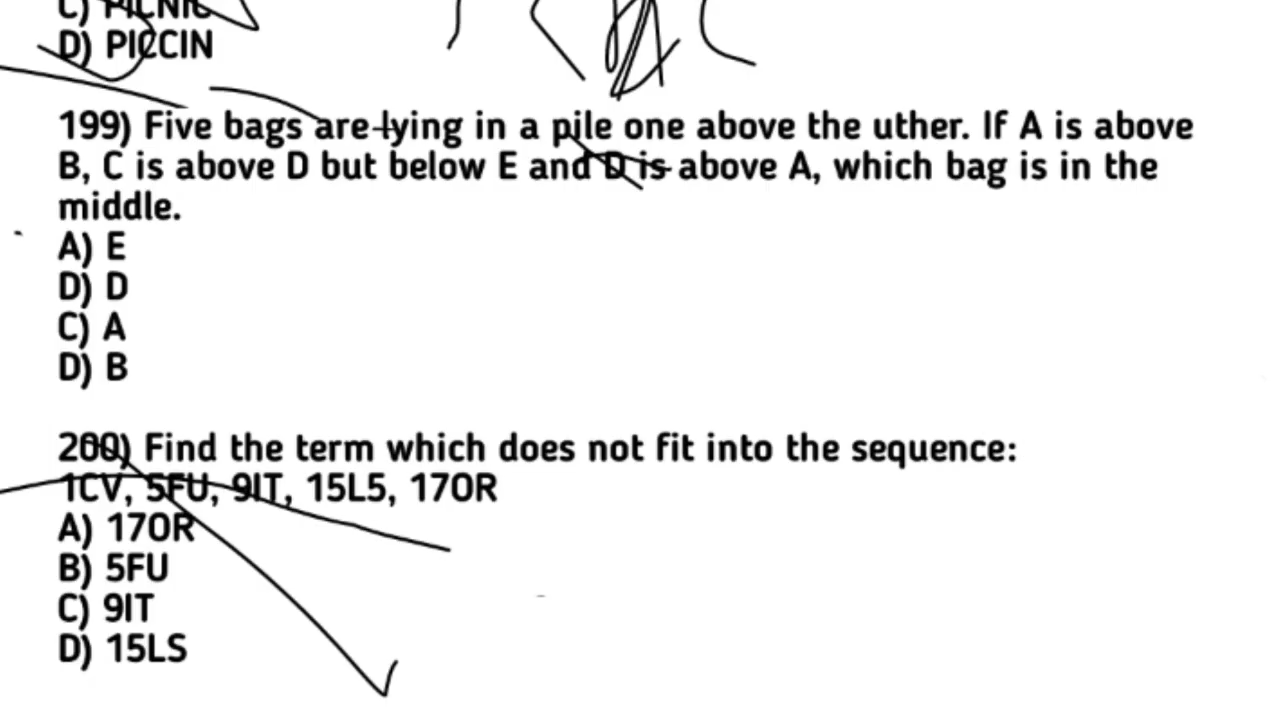 C) PICNIC
D) PICCIN
199) Five bags are lying in a pile one above the uther. If A is above
B, C is above D but below E and D is above A, which bag is in the
middle.
A) E
D) D
C) A
D) B
200) Find the term which does not fit into the sequence:
1CV, 5FU, 9IT, 15L5, 17OR
A) 17OR
B) 5FU
C) 9IT
D) 15LS